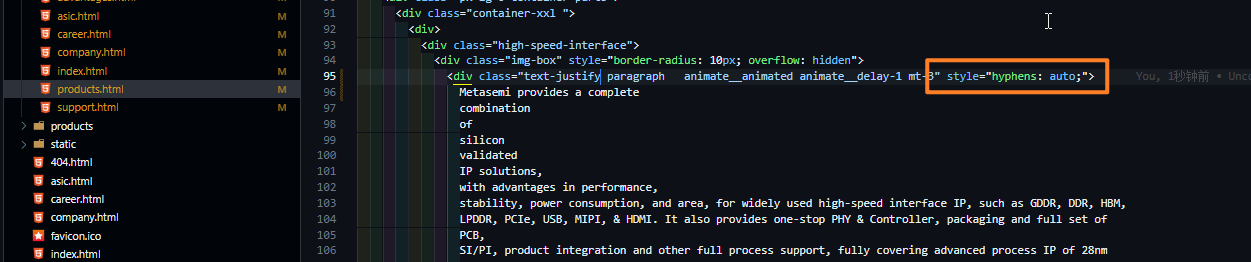 asic.html M
career.html M
company.html M
index.html M
products.html M
support.html M
products
static
404.html
asic.html
career.html
company.html
favicon.ico
index.html
91 <div class="container-xxl ">
92 <div>
93 <div class="high-speed-interface">
94 <div class="img-box" style="border-radius: 10px; overflow: hidden">
95 <div class="text-justify paragraph animate__animated animate__delay-1 mt-3" style="hyphens: auto;"> You, 1秒钟前 • Unco
96 Metasemi provides a complete
97 combination
98 of
99 silicon
100 validated
101 IP solutions,
102 with advantages in performance,
103 stability, power consumption, and area, for widely used high-speed interface IP, such as GDDR, DDR, HBM,
104 LPDDR, PCIe, USB, MIPI, & HDMI. It also provides one-stop PHY & Controller, packaging and full set of
105 PCB,
106 SI/PI, product integration and other full process support, fully covering advanced process IP of 28nm